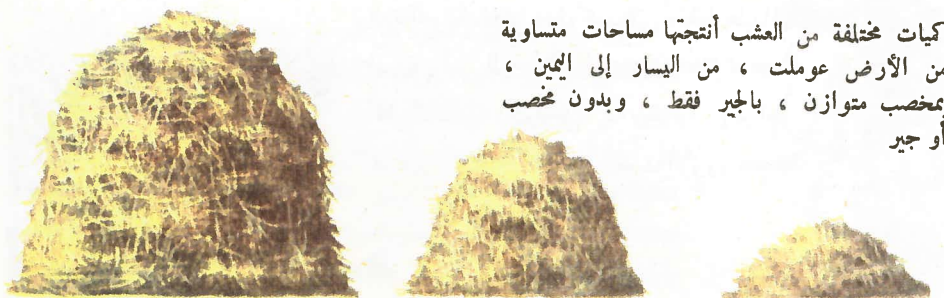 كميات مختلفة من العشب أنتجتها مساحات متساوية
من الأرض عوملت ، من اليسار إلى اليمين ،
بمخصب متوازن ، بالجير فقط ، وبدون مخصب
أو جير